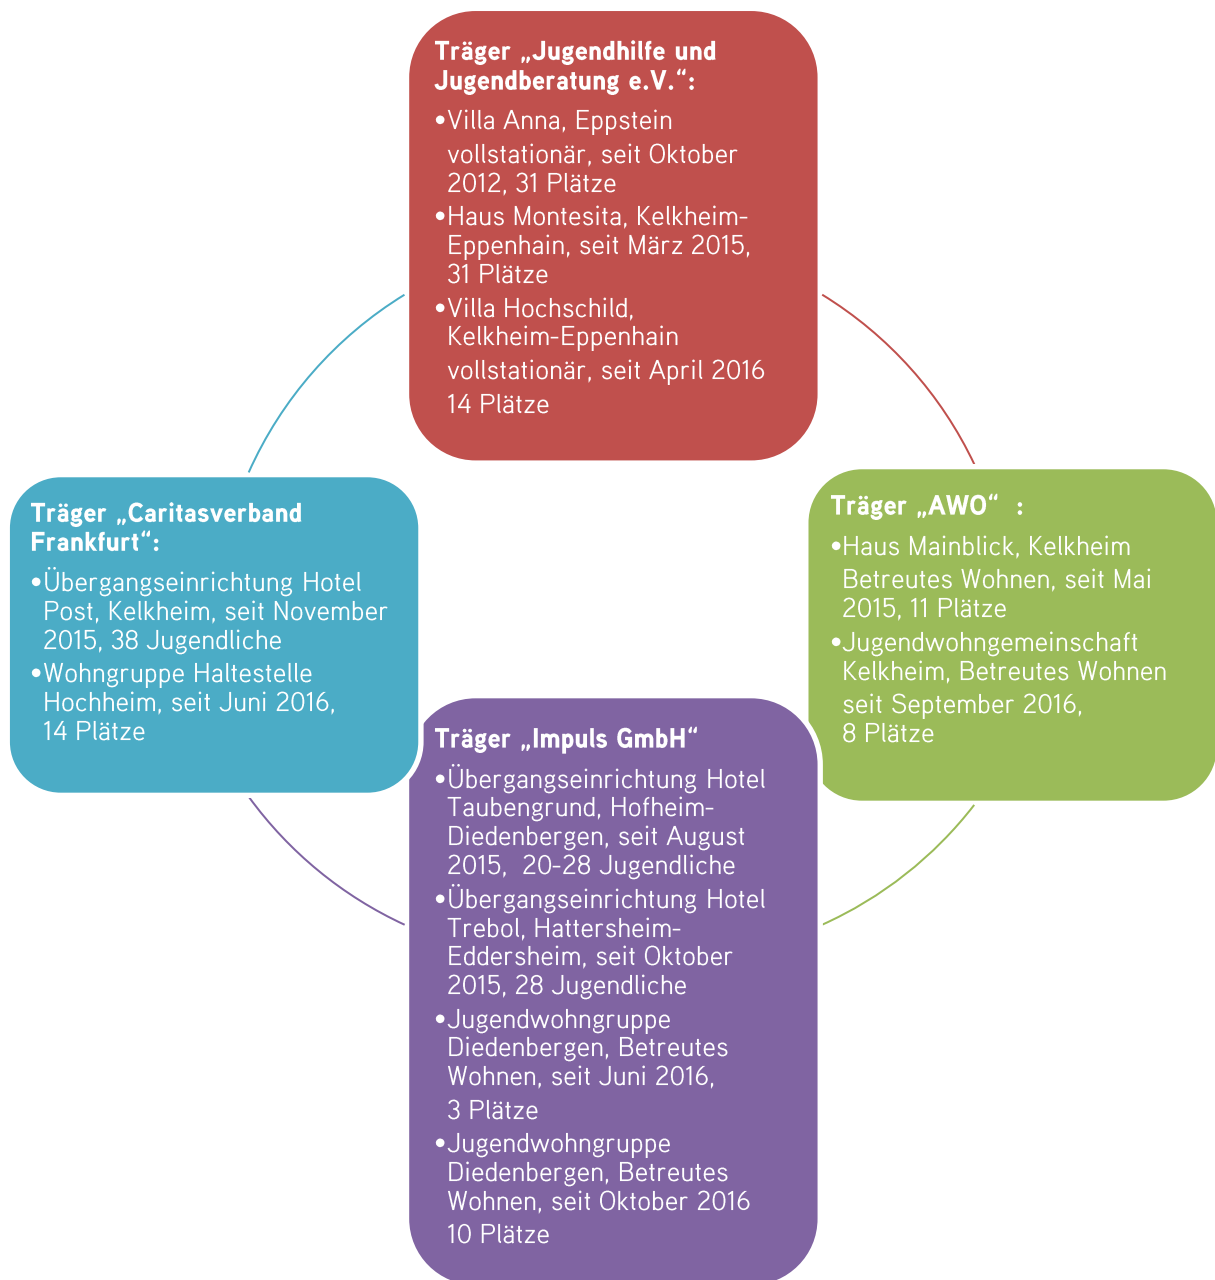 Träger „Jugendhilfe und
Jugendberatung e.V.“:
•Villa Anna, Eppstein
vollstationär, seit Oktober
2012, 31 Plätze
•Haus Montesita, Kelkheim-
Eppenhain, seit März 2015,
31 Plätze
•Villa Hochschild,
Kelkheim-Eppenhain
vollstationär, seit April 2016
14 Plätze
Träger „AWO“ :
•Haus Mainblick, Kelkheim
Betreutes Wohnen, seit Mai
2015, 11 Plätze
•Jugendwohngemeinschaft
Kelkheim, Betreutes Wohnen
seit September 2016,
8 Plätze
Träger „Impuls GmbH“
•Übergangseinrichtung Hotel
Taubengrund, Hofheim-
Diedenbergen, seit August
2015,  20-28 Jugendliche
•Übergangseinrichtung Hotel
Trebol, Hattersheim-
Eddersheim, seit Oktober
2015, 28 Jugendliche
•Jugendwohngruppe
Diedenbergen, Betreutes
Wohnen, seit Juni 2016,
3 Plätze
•Jugendwohngruppe
Diedenbergen, Betreutes
Wohnen, seit Oktober 2016
10 Plätze
Träger „Caritasverband
Frankfurt“:
•Übergangseinrichtung Hotel
Post, Kelkheim, seit November
2015, 38 Jugendliche
•Wohngruppe Haltestelle
Hochheim, seit Juni 2016,
14 Plätze